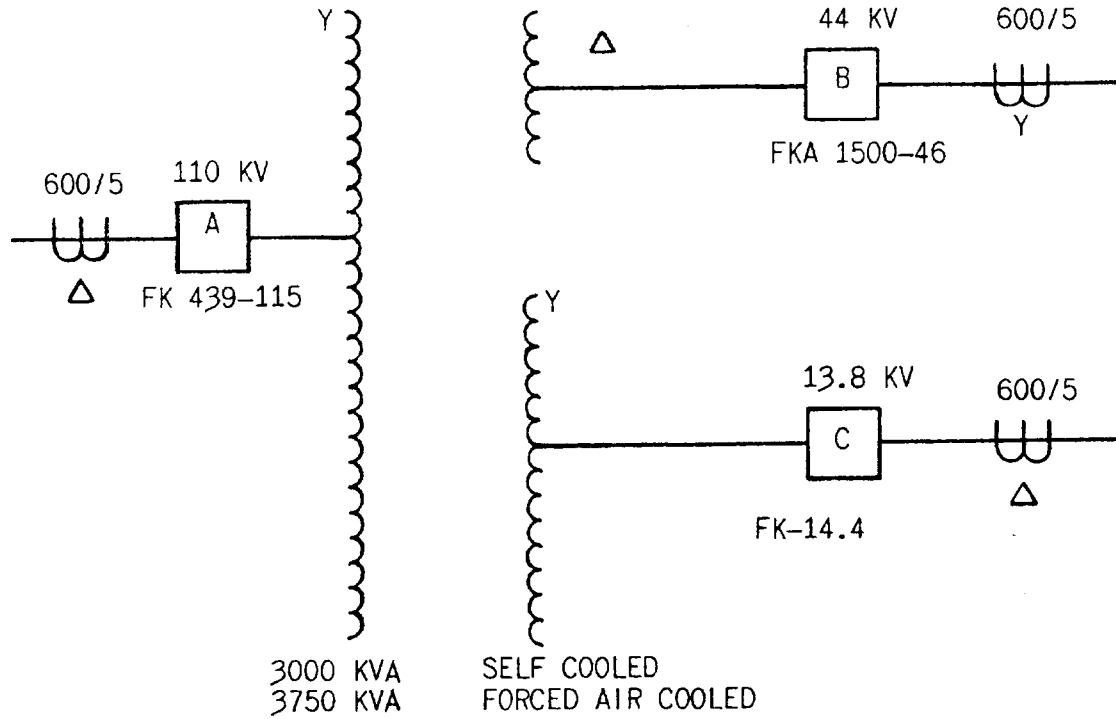 Y
44 KV
600/5
B
Y
FKA 1500-46
600/5
110 KV
A
FK 439-115
Y
13.8 KV
600/5
C
FK-14.4
3000 KVA SELF COOLED
3750 KVA FORCED AIR COOLED